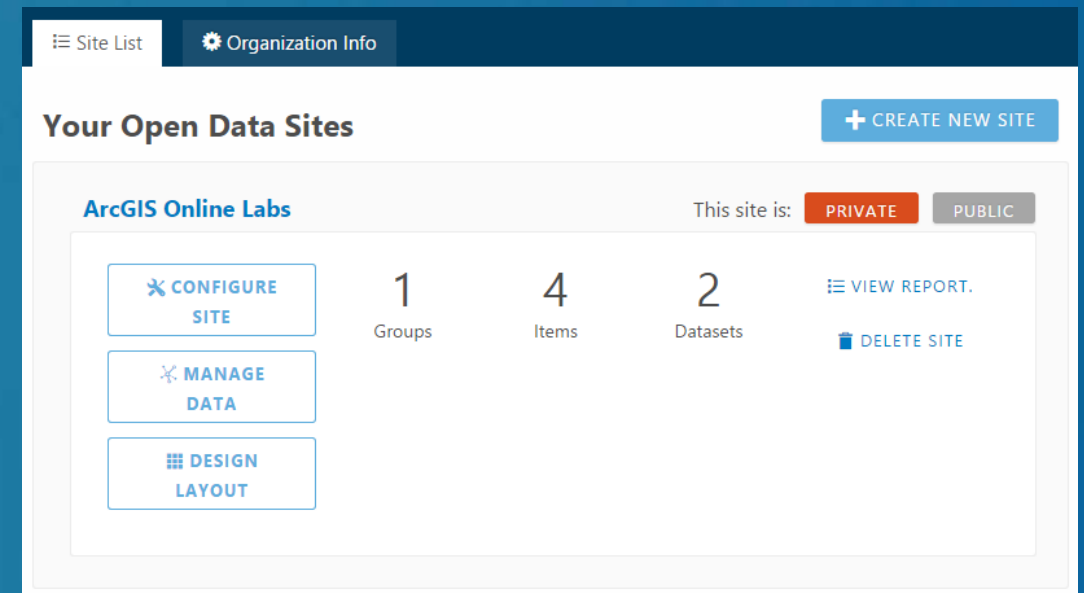 Site List
Organization Info
Your Open Data Sites
CREATE NEW SITE
ArcGIS Online Labs
This site is: PRIVATE PUBLIC
CONFIGURE
SITE
MANAGE
DATA
DESIGN
LAYOUT
1
Groups
4
Items
2
Datasets
VIEW REPORT.
DELETE SITE